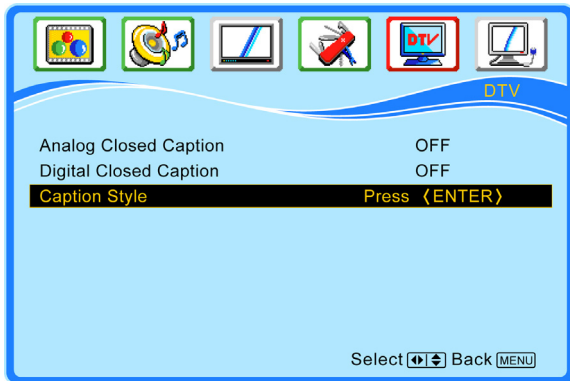 DTV
DTV
Analog Closed Caption OFF
Digital Closed Caption OFF
Caption Style Press 〈ENTER〉
Select Back MENU